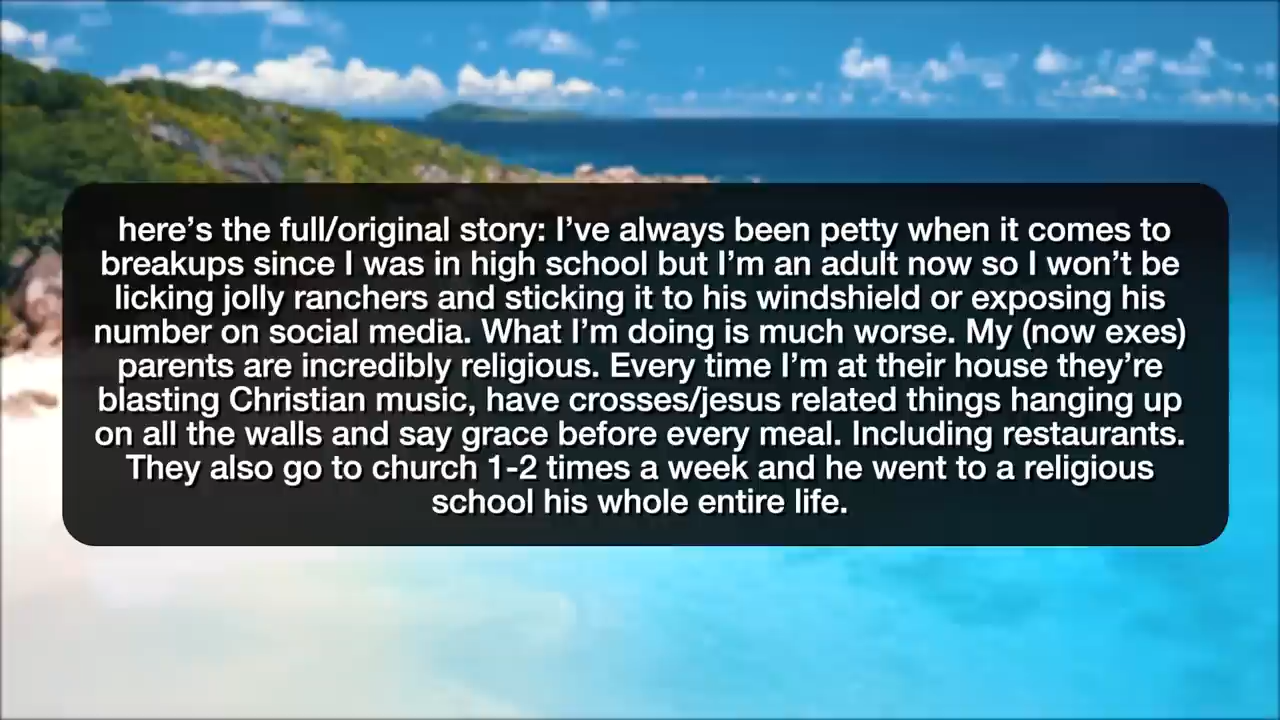 here’s the full/original story: I’ve always been petty when it comes to
breakups since I was in high school but I’m an adult now so I won’t be
licking jolly ranchers and sticking it to his windshield or exposing his
number on social media. What I’m doing is much worse. My (now exes)
parents are incredibly religious. Every time I’m at their house they’re
blasting Christian music, have crosses/jesus related things hanging up
on all the walls and say grace before every meal. Including restaurants.
They also go to church 1-2 times a week and he went to a religious
school his whole entire life.